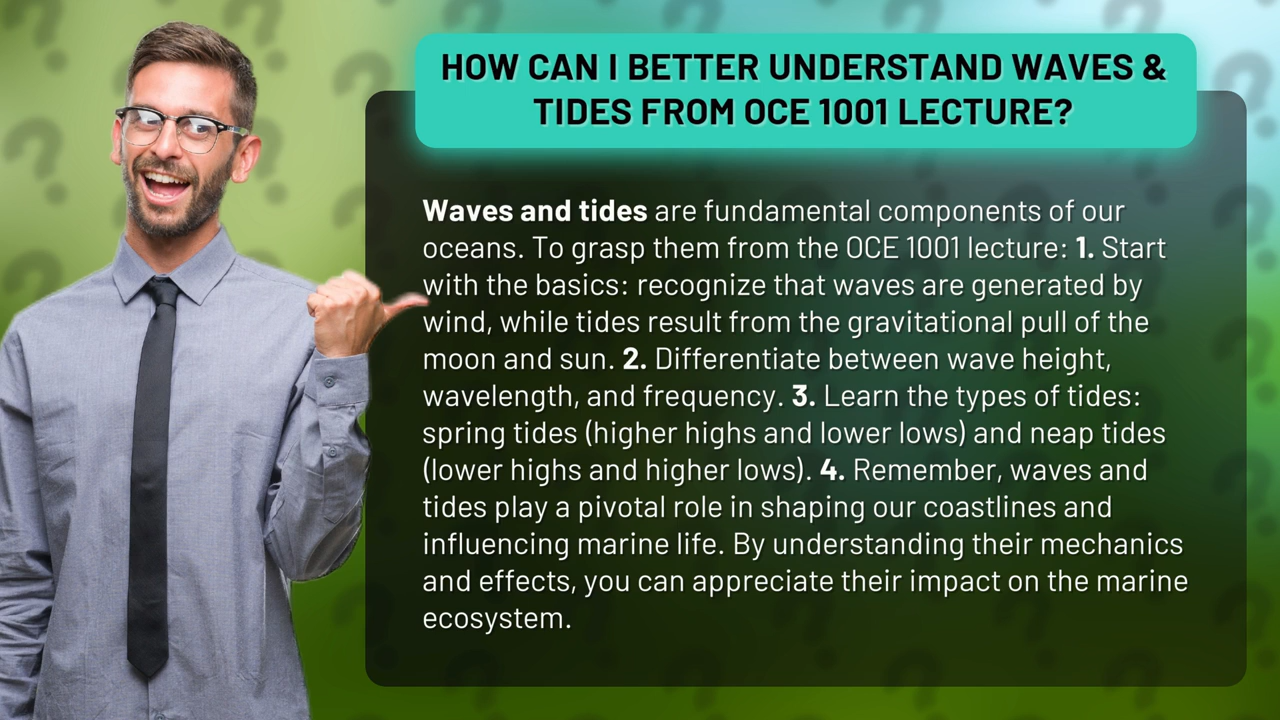 HOW CAN I BETTER UNDERSTAND WAVES &
TIDES FROM OCE 1001 LECTURE?
Waves and tides are fundamental components of our
oceans. To grasp them from the OCE 1001 lecture: 1. Start
with the basics: recognize that waves are generated by
wind, while tides result from the gravitational pull of the
moon and sun. 2. Differentiate between wave height,
wavelength, and frequency. 3. Learn the types of tides:
spring tides (higher highs and lower lows) and neap tides
(lower highs and higher lows). 4. Remember, waves and
tides play a pivotal role in shaping our coastlines and
influencing marine life. By understanding their mechanics
and effects, you can appreciate their impact on the marine
ecosystem.